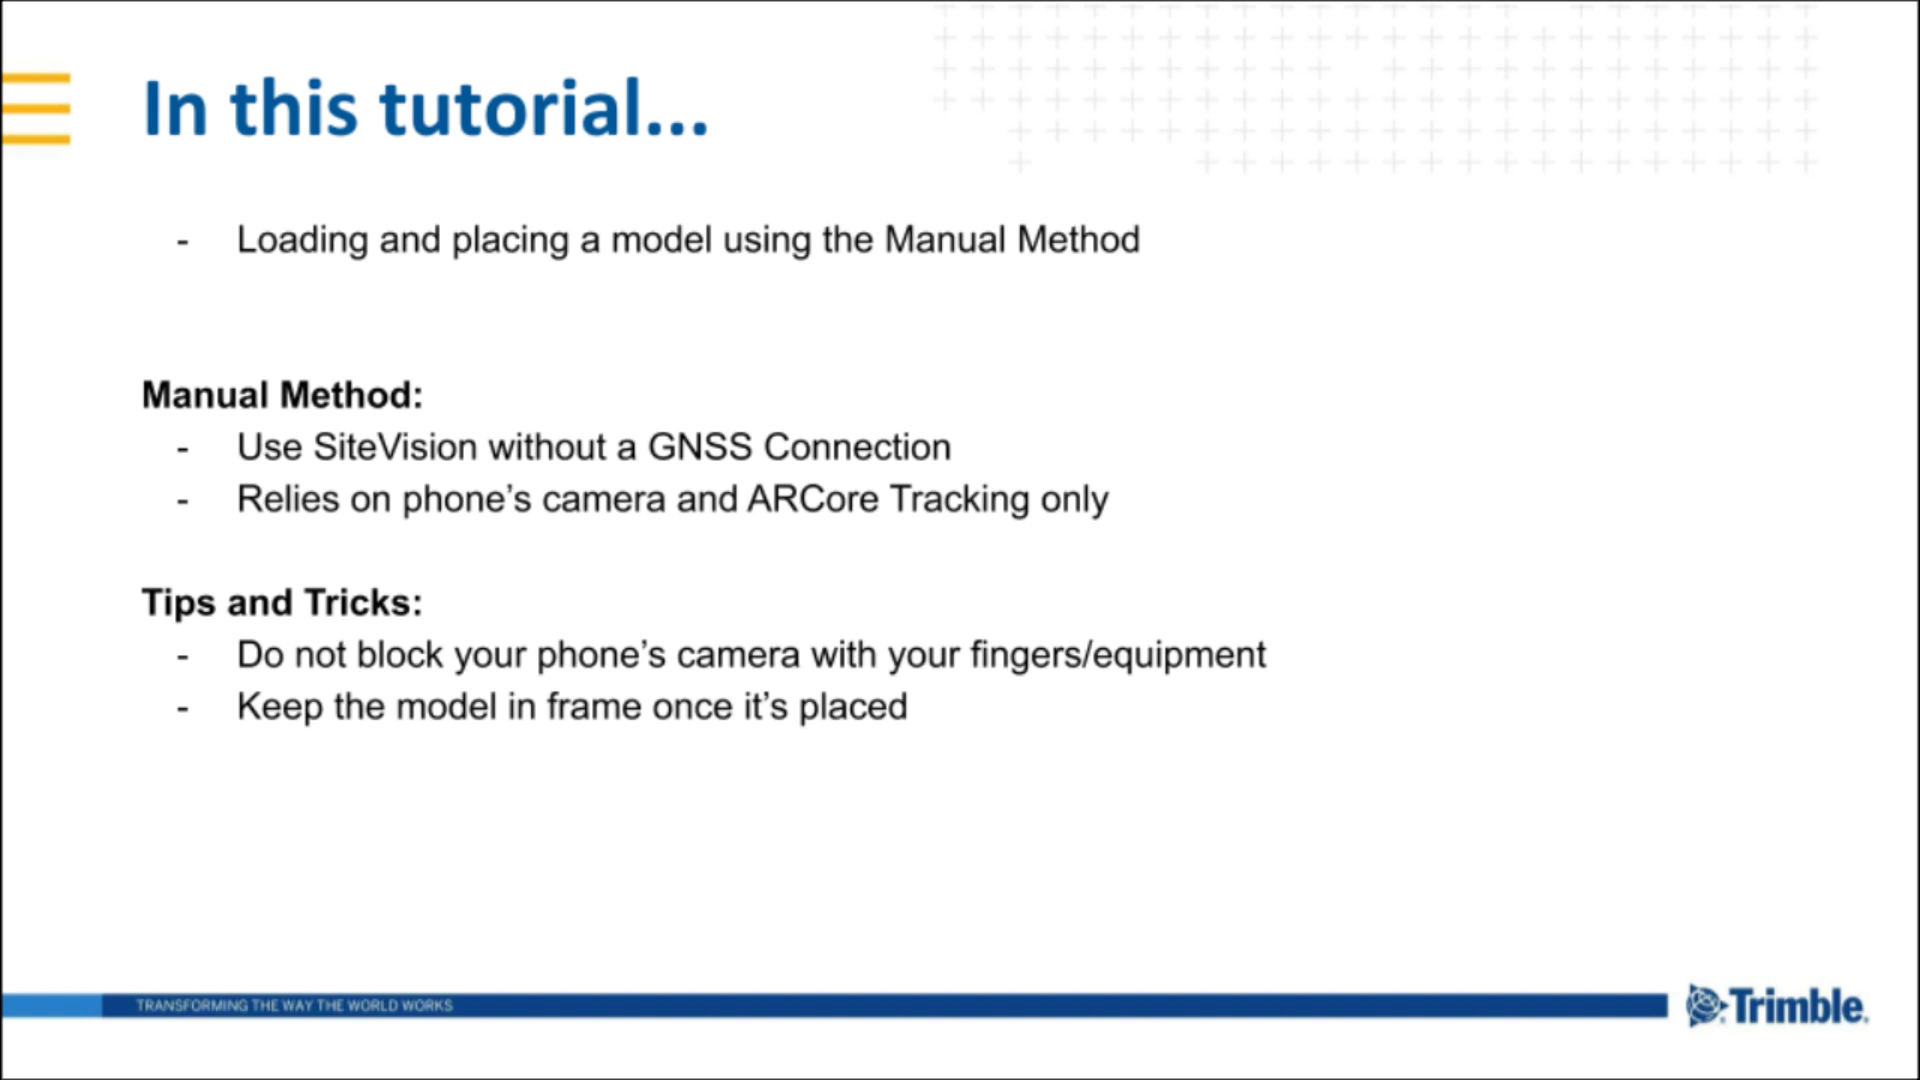 In this tutorial...
- Loading and placing a model using the Manual Method
Manual Method:
- Use SiteVision without a GNSS Connection
- Relies on phone’s camera and ARCore Tracking only
Tips and Tricks:
- Do not block your phone’s camera with your fingers/equipment
- Keep the model in frame once it’s placed
TRANSFORMING THE WAY THE WORLD WORKS
Trimble.